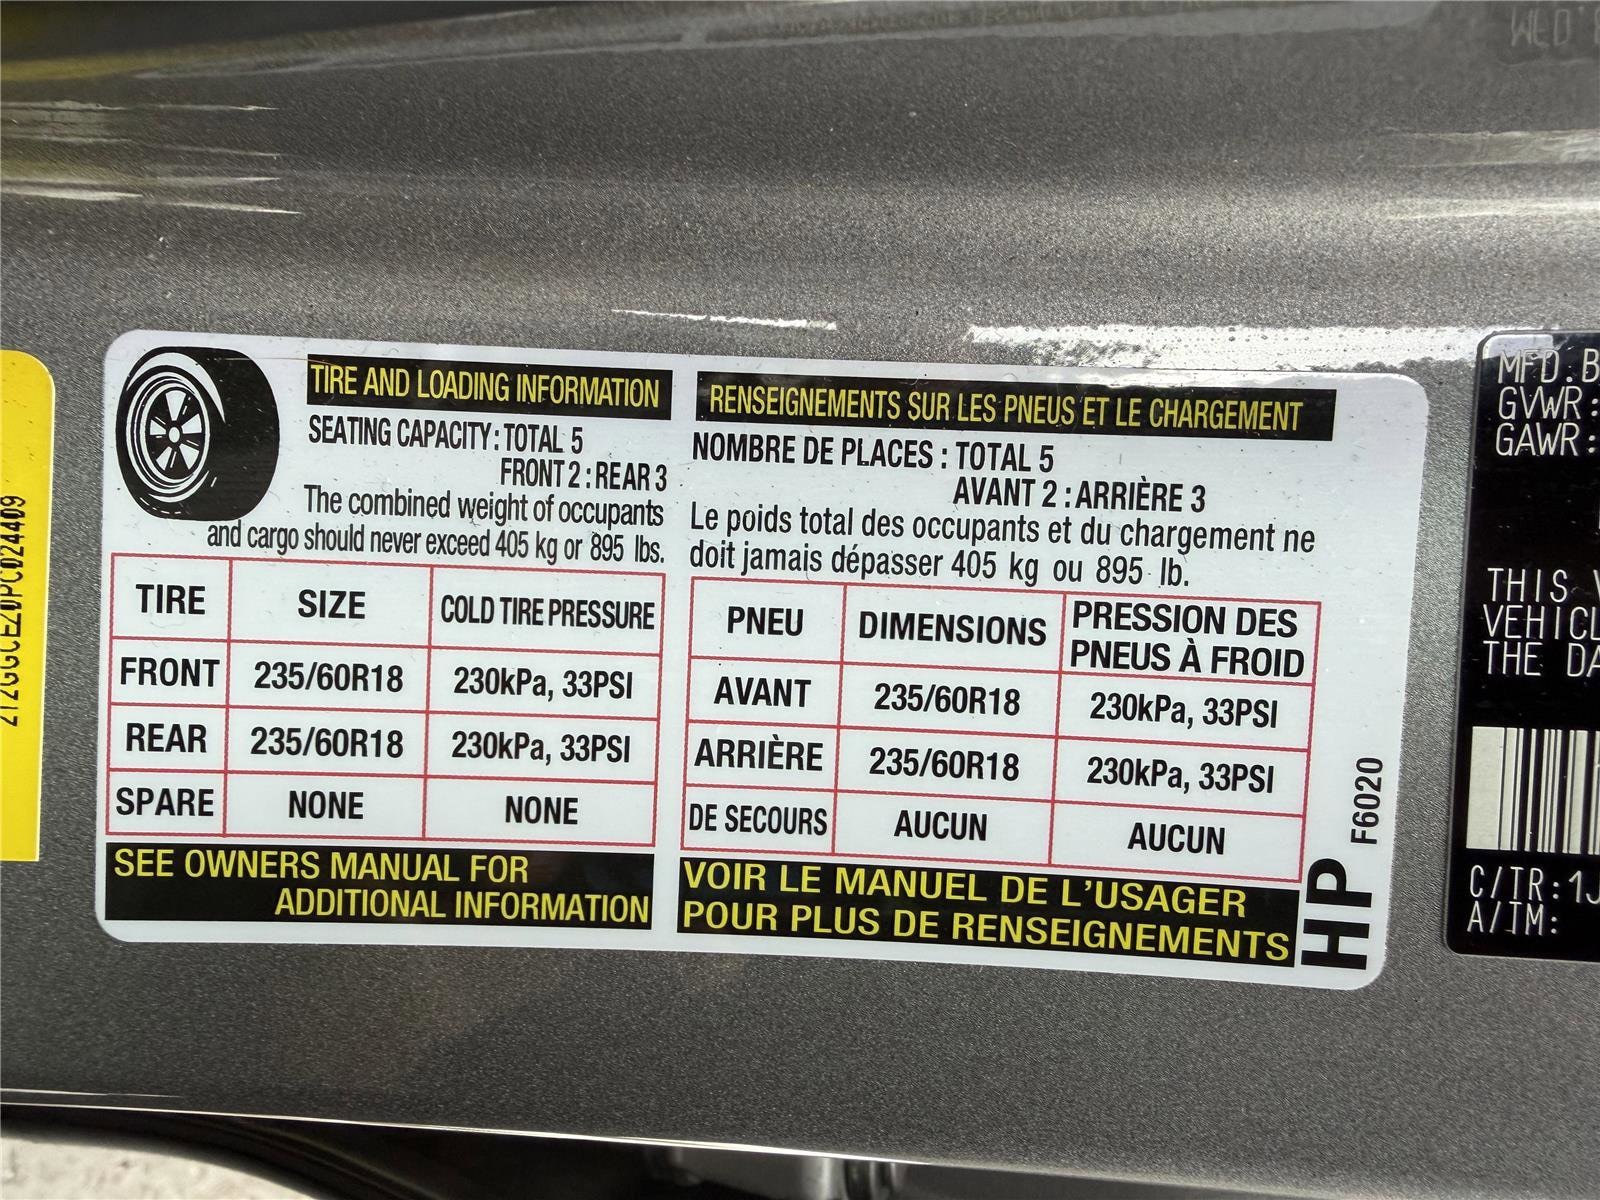 TIRE AND LOADING INFORMATION
SEATING CAPACITY: TOTAL 5
FRONT 2 : REAR 3
The combined weight of occupants
and cargo should never exceed 405 kg or 895 lbs.
TIRE SIZE COLD TIRE PRESSURE
FRONT 235/60R18 230kPa, 33PSI
REAR 235/60R18 230kPa, 33PSI
SPARE NONE NONE
SEE OWNERS MANUAL FOR
ADDITIONAL INFORMATION
RENSEIGNEMENTS SUR LES PNEUS ET LE CHARGEMENT
NOMBRE DE PLACES : TOTAL 5
AVANT 2 : ARRIÈRE 3
Le poids total des occupants et du chargement ne
doit jamais dépasser 405 kg ou 895 lb.
PNEU DIMENSIONS PRESSION DES
PNEUS À FROID
AVANT 235/60R18 230kPa, 33PSI
ARRIÈRE 235/60R18 230kPa, 33PSI
DE SECOURS AUCUN AUCUN
VOIR LE MANUEL DE L'USAGER
POUR PLUS DE RENSEIGNEMENTS
HP F6020
MFD.B
GVWR:
GAWR:
THIS V
VEHICL
THE DA
C/TR:1J
A/TM: